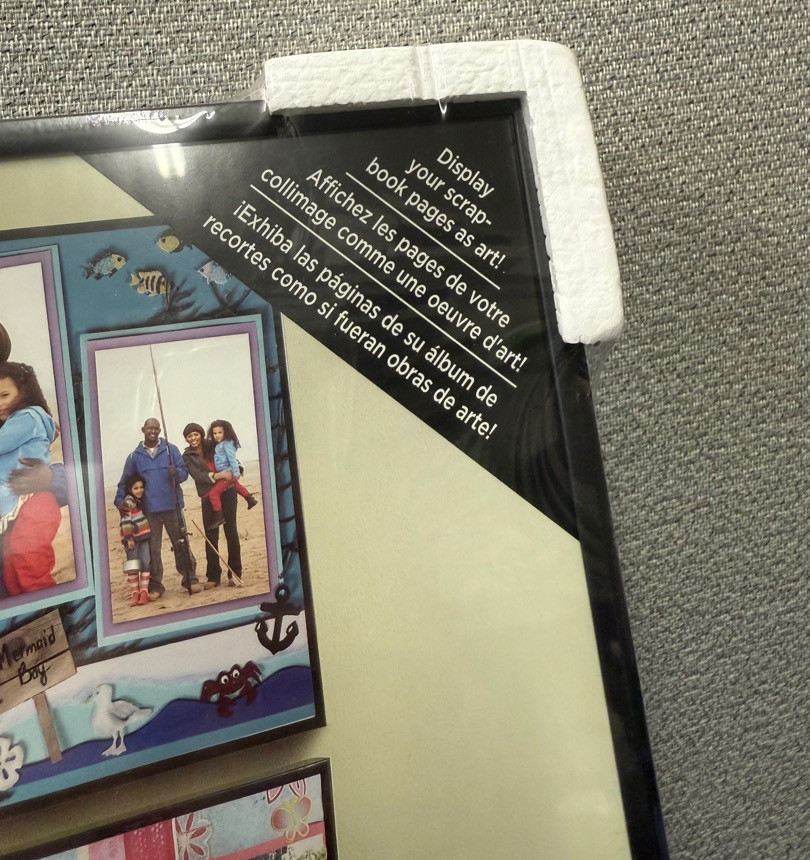 Display
your scrap-
book pages as art!
Affichez les pages de votre
collimage comme une oeuvre d'art!
¡Exhiba las páginas de su álbum de
recortes como si fueran obras de arte!
Mermaid
Bay